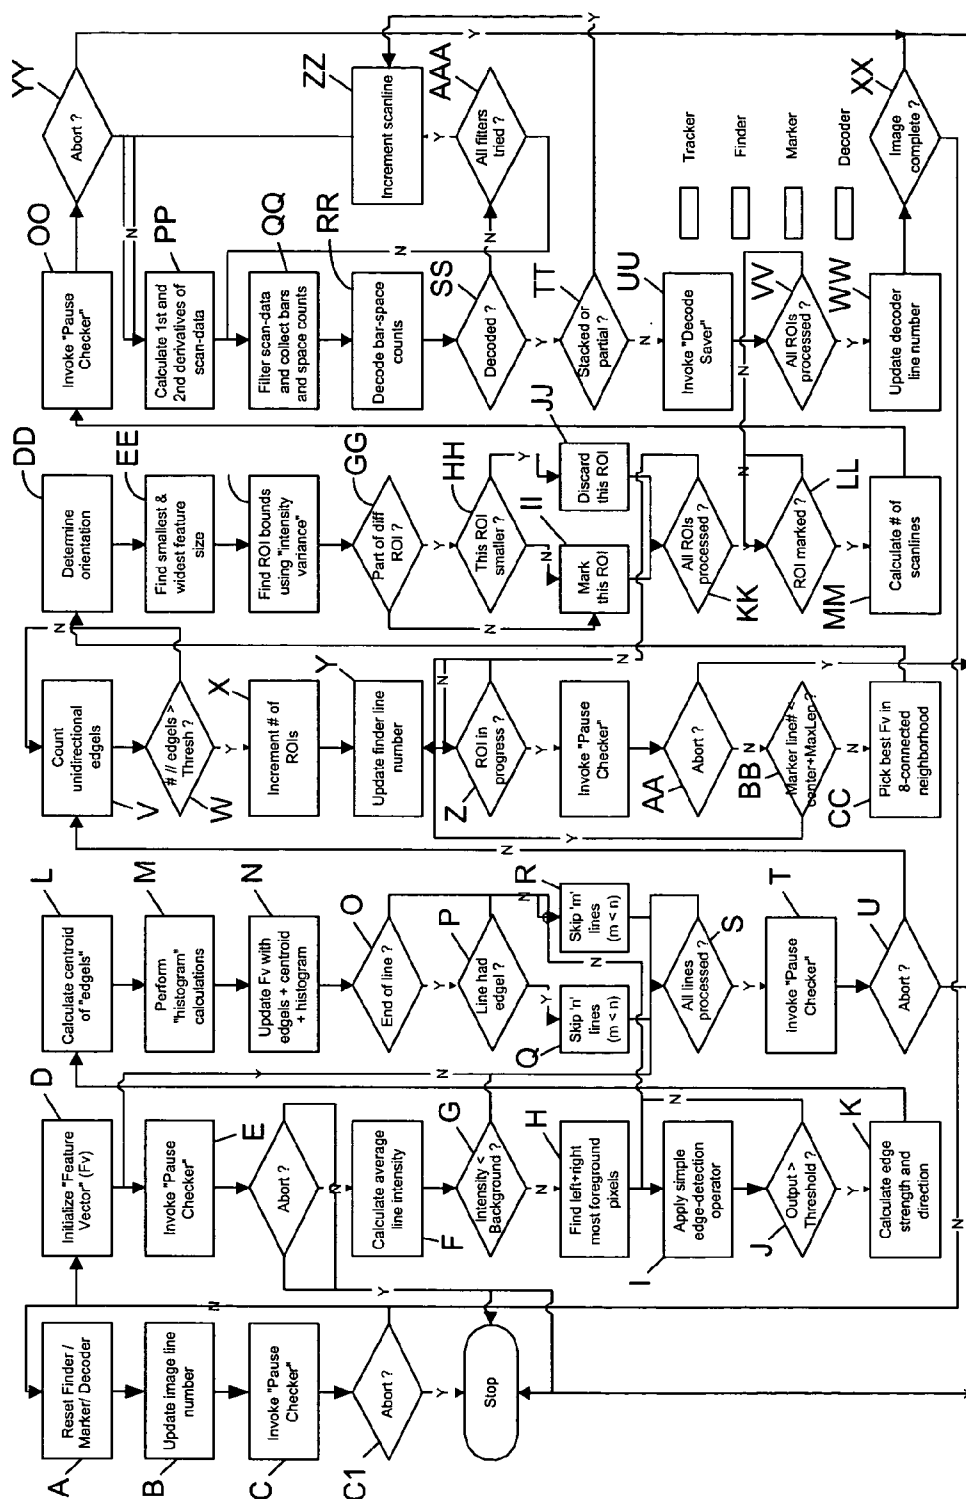 A
Reset Finder /
Marker/ Decoder
B
Update image line
number
C
Invoke "Pause
Checker"
C1
Abort ?
N
Y
Stop
D
Initialize "Feature
Vector" (Fv)
E
Invoke "Pause
Checker"
Abort ?
N
Y
F
Calculate average
line intensity
G
Intensity <
Background ?
N
N
H
Find left+right
most foreground
pixels
I
Apply simple
edge-detection
operator
J
Output >
Threshold ?
N
Y
K
Calculate edge
strength and
direction
L
Calculate centroid
of "edgels"
M
Perform
"histogram"
calculations
N
Update Fv with
edgels + centroid
+ histogram
O
End of line ?
N
Y
P
Line had
edgel ?
N
Y
Q
Skip 'n'
lines
(m < n)
R
Skip 'm'
lines
(m < n)
S
All lines
processed ?
N
Y
T
invoke "Pause
Checker"
U
Abort ?
N
Y
V
Count
unidirectional
edgels
W
# // edgels >
Thresh ?
N
Y
X
Increment # of
ROIs
Y
Update finder line
number
Z
ROI in
progress ?
N
Y
Invoke "Pause
Checker"
AA
Abort ?
Y
N
BB
Marker line# <
center+MaxLen ?
Y
N
CC
Pick best Fv in
8-connected
neighborhood
DD
Determine
orientation
EE
Find smallest &
widest feature
size
Find ROI bounds
using "intensity
variance"
GG
Part of diff
ROI ?
N
Y
HH
This ROI
smaller ?
N
Y
II
Mark
this ROI
JJ
Discard
this ROI
KK
All ROIs
processed ?
N
Y
LL
ROI marked ?
N
Y
MM
Calculate # of
scanlines
OO
Invoke "Pause
Checker"
YY
Abort ?
N
Y
PP
Calculate 1st and
2nd derivatives of
scan-data
QQ
Filter scan-data
and collect bars
and space counts
RR
Decode bar-space
counts
SS
Decoded ?
N
Y
TT
Stacked or
partial ?
Y
N
UU
Invoke "Decode
Saver"
VV
All ROIs
processed ?
N
Y
WW
Update decoder
line number
XX
Image
complete ?
Y
N
ZZ
Increment scanline
AAA
All filters
tried ?
Y
N
Tracker
Finder
Marker
Decoder